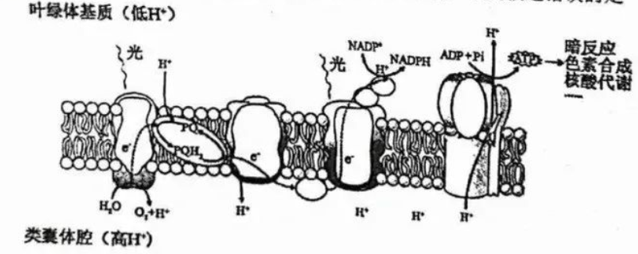 叶绿体基质（低H⁺）
光
H⁺
NADP⁺
H⁺
NADPH
光
ADP+Pi
H⁺
ATP
暗反应
色素合成
核酸代谢
……
PQ
PQH₂
e⁻
e⁻
e⁻
H₂O
O₂+H⁺
H⁺
H⁺
H⁺
H⁺
类囊体腔（高H⁺）